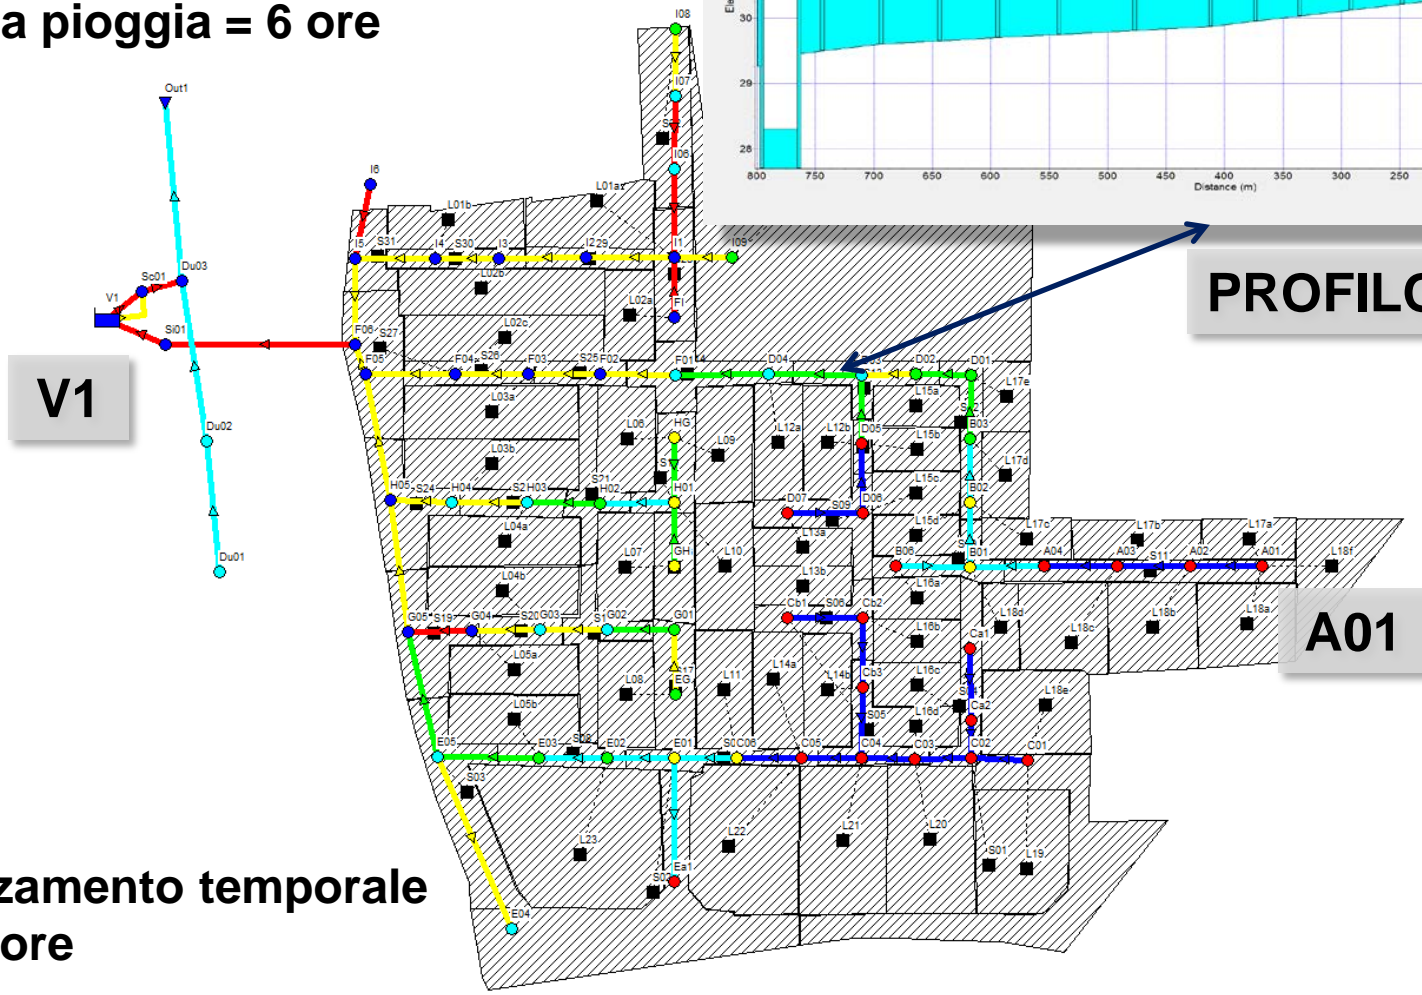 a pioggia = 6 ore
Ele
30
29
28
800 750 700 650 600 550 500 450 400 350 300 250
Distance (m)
PROFILO
I08
I07
I06
Out1
I6
L01b
L01a
I5 S31 I4 S30 I3 I2 29 I1 I09
L02b
L02a
FI
L02c
Sc01
Du03
V1
Si01
F06 S27
F05 F04 S26 F03 S25 F02 F01 D04 D02 D01
V1
L17e
L03a
L06
HG
L09
L12a
L12b
D05
L15a
L15b
B03
L17d
Du02
L03b
H05 S24 H04 H03 S21 H02 H01
D07 S09 D06
L15c
B02
L04a
L13a
L15d
L17c
L17b
L17a
Du01
L07
GH
L10
L13b
B06
B01
A04
A03
S11
A02
A01
L18f
L04b
L16a
Cb1 S06 Cb2
G05 S19 G04 S20 G03 G02 G01
L16b
L18d
L18c
L18b
L18a
Ca1
A01
L05a
L08
EG
L11
L14a
L14b
Cb3
L16c
L18e
L05b
S05
L16d
Ca2
E05 E03 E02 E01 C06 C05 C04 C03 C02 C01
S03
L23
L22
L21
L20
S01
L19
Ea1
E04
zamento temporale
ore